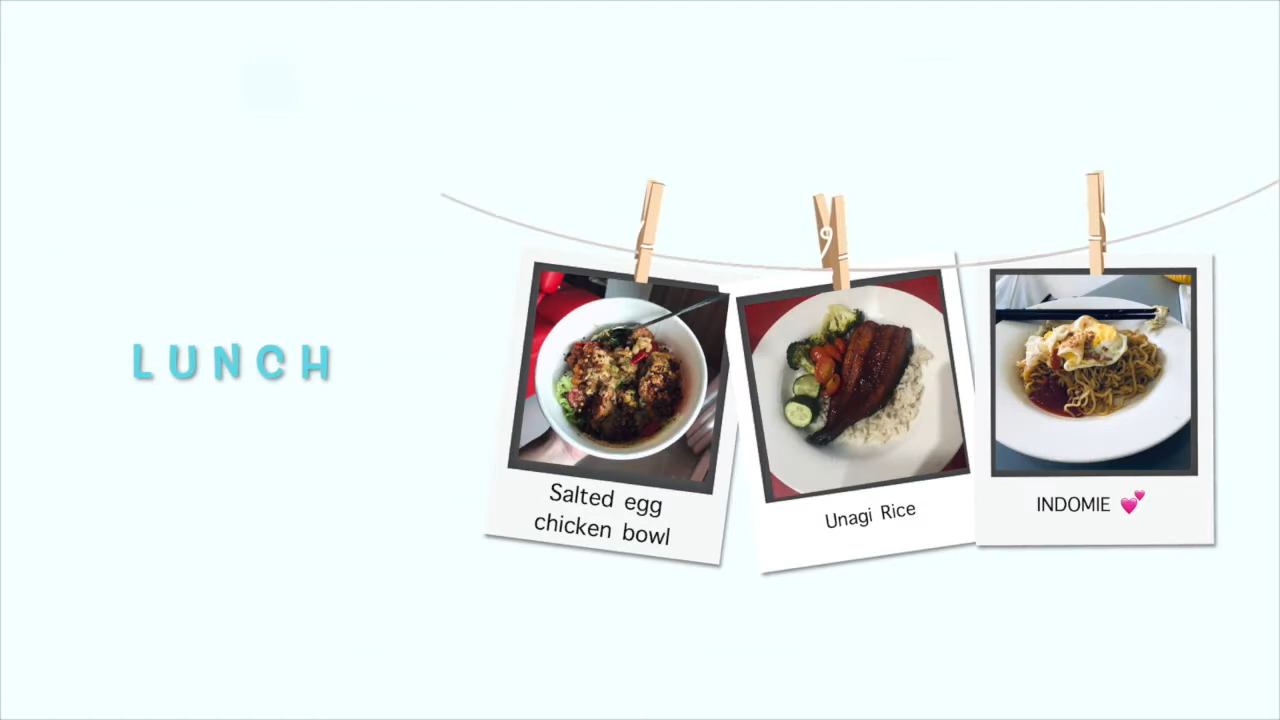 LUNCH
Salted egg
chicken bowl
Unagi Rice
INDOMIE 💕